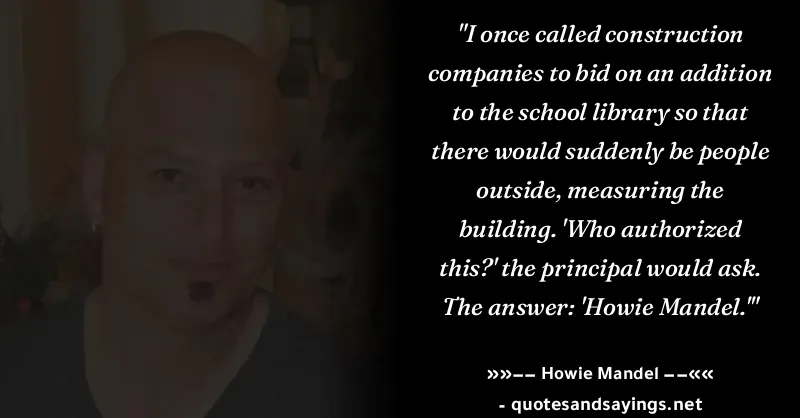 "I once called construction
companies to bid on an addition
to the school library so that
there would suddenly be people
outside, measuring the
building. 'Who authorized
this?' the principal would ask.
The answer: 'Howie Mandel.'"
»»–– Howie Mandel ––««
- quotesandsayings.net